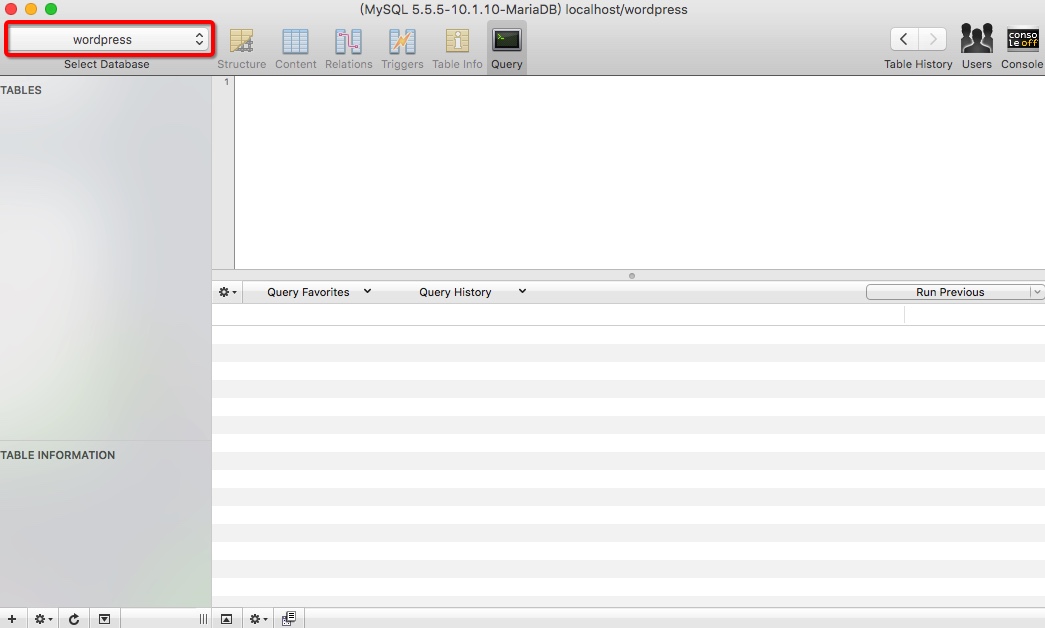 (MySQL 5.5.5-10.1.10-MariaDB) localhost/wordpress
wordpress
Select Database
Structure Content Relations Triggers Table Info Query
Table History Users Console
conso
le off
TABLES
1
Query Favorites Query History Run Previous
TABLE INFORMATION